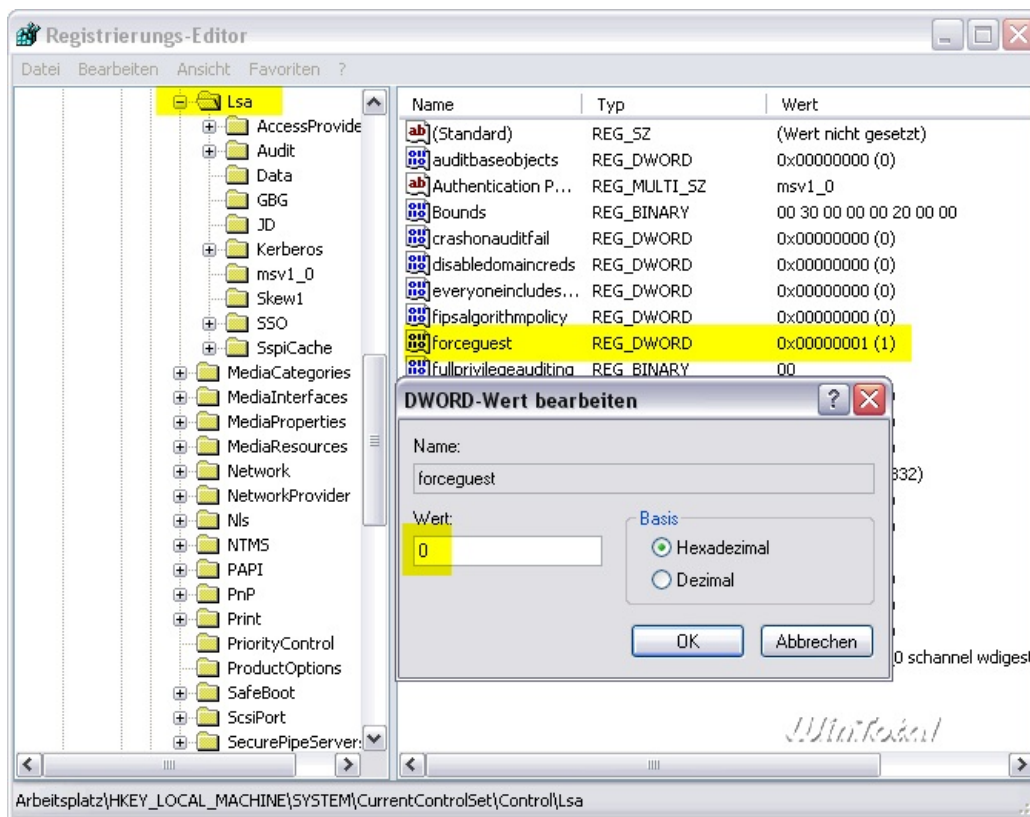 Registrierungs-Editor
Datei Bearbeiten Ansicht Favoriten ?
Lsa
AccessProvide
Audit
Data
GBG
JD
Kerberos
msv1_0
Skew1
SSO
SspiCache
MediaCategories
MediaInterfaces
MediaProperties
MediaResources
Network
NetworkProvider
Nls
NTMS
PAPI
PnP
Print
PriorityControl
ProductOptions
SafeBoot
ScsiPort
SecurePipeServer
Name Typ Wert
(Standard) REG_SZ (Wert nicht gesetzt)
auditbaseobjects REG_DWORD 0x00000000 (0)
Authentication P... REG_MULTI_SZ msv1_0
Bounds REG_BINARY 00 30 00 00 00 20 00 00
crashonauditfail REG_DWORD 0x00000000 (0)
disabledomaincreds REG_DWORD 0x00000000 (0)
everyoneincludes... REG_DWORD 0x00000000 (0)
fipsalgorithmpolicy REG_DWORD 0x00000000 (0)
forceguest REG_DWORD 0x00000001 (1)
fullprivilegeauditing REG_BINARY 00
332)
0 schannel wdigest
DWORD-Wert bearbeiten ?
Name:
forceguest
Wert:
0
Basis
Hexadezimal
Dezimal
OK Abbrechen
WinTotal
Arbeitsplatz\HKEY_LOCAL_MACHINE\SYSTEM\CurrentControlSet\Control\Lsa